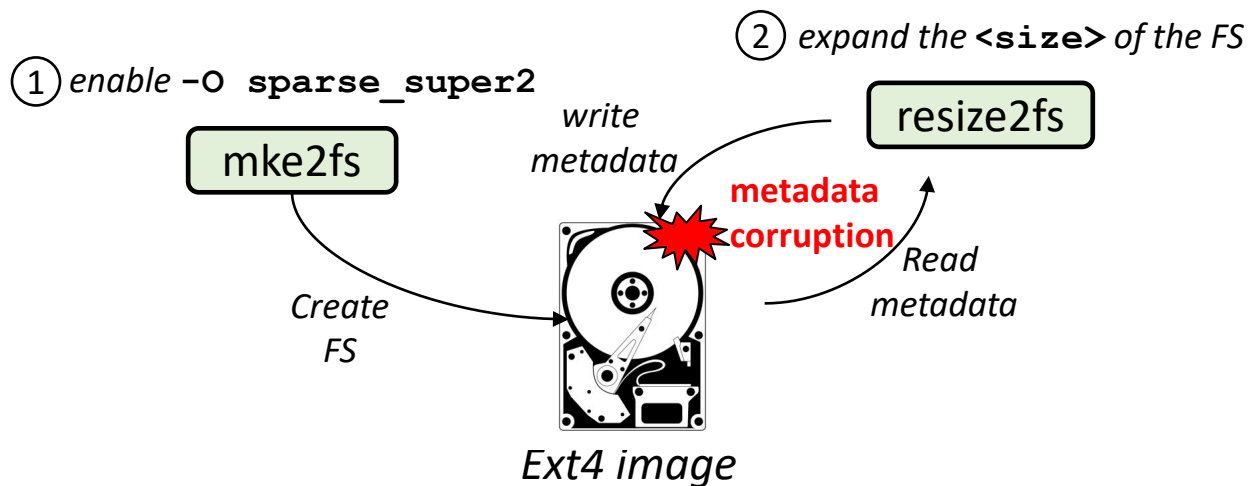 ① enable -O sparse_super2
mke2fs
Create
FS
② expand the <size> of the FS
resize2fs
write
metadata
metadata
corruption
Read
metadata
Ext4 image